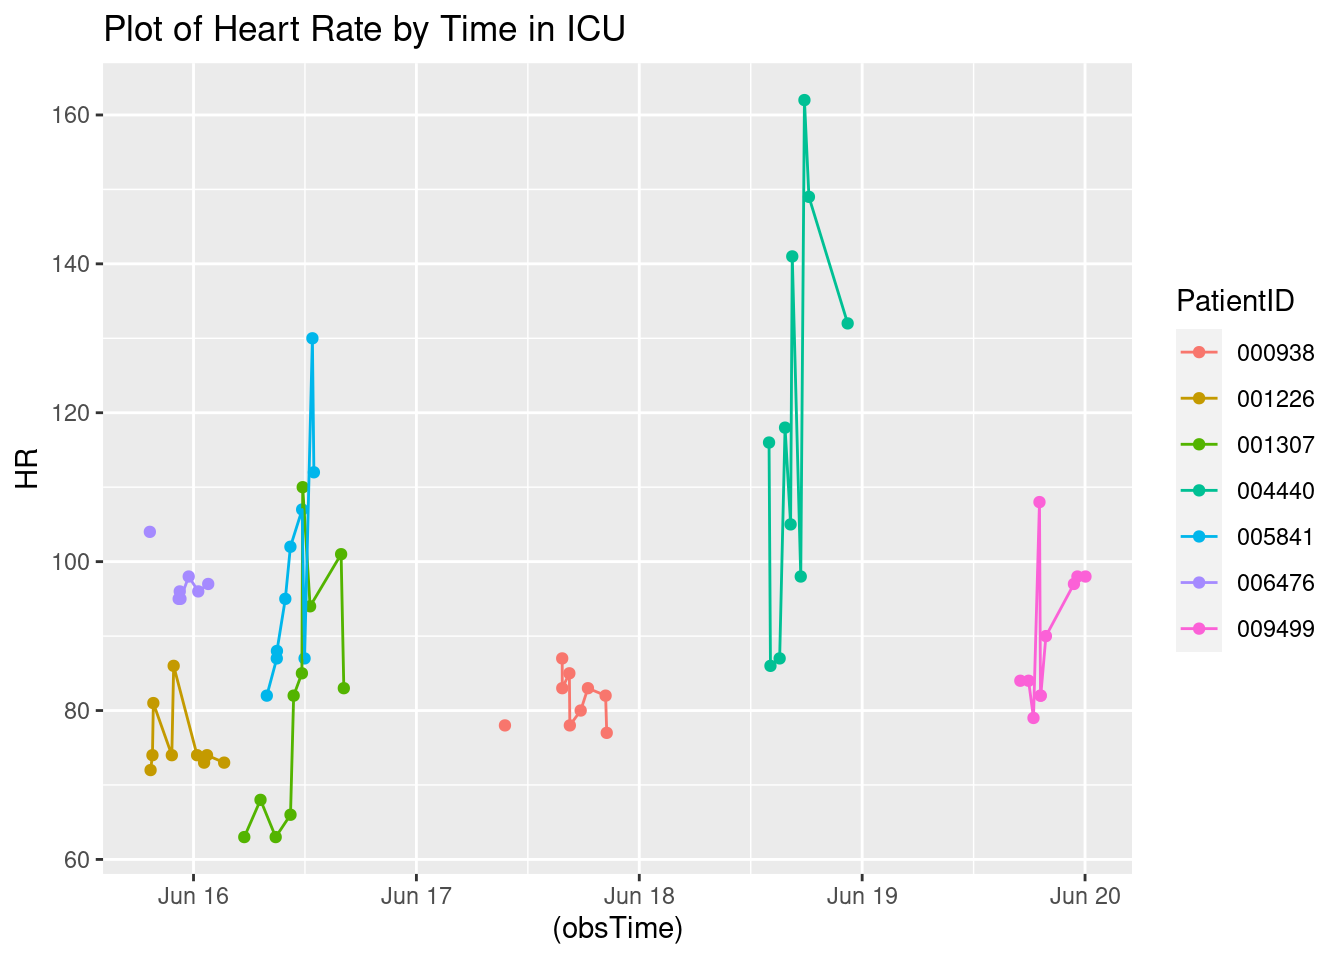 Plot of Heart Rate by Time in ICU
160
140
120
100
80
60
HR
Jun 16
Jun 17
Jun 18
Jun 19
Jun 20
(obsTime)
PatientID
000938
001226
001307
004440
005841
006476
009499